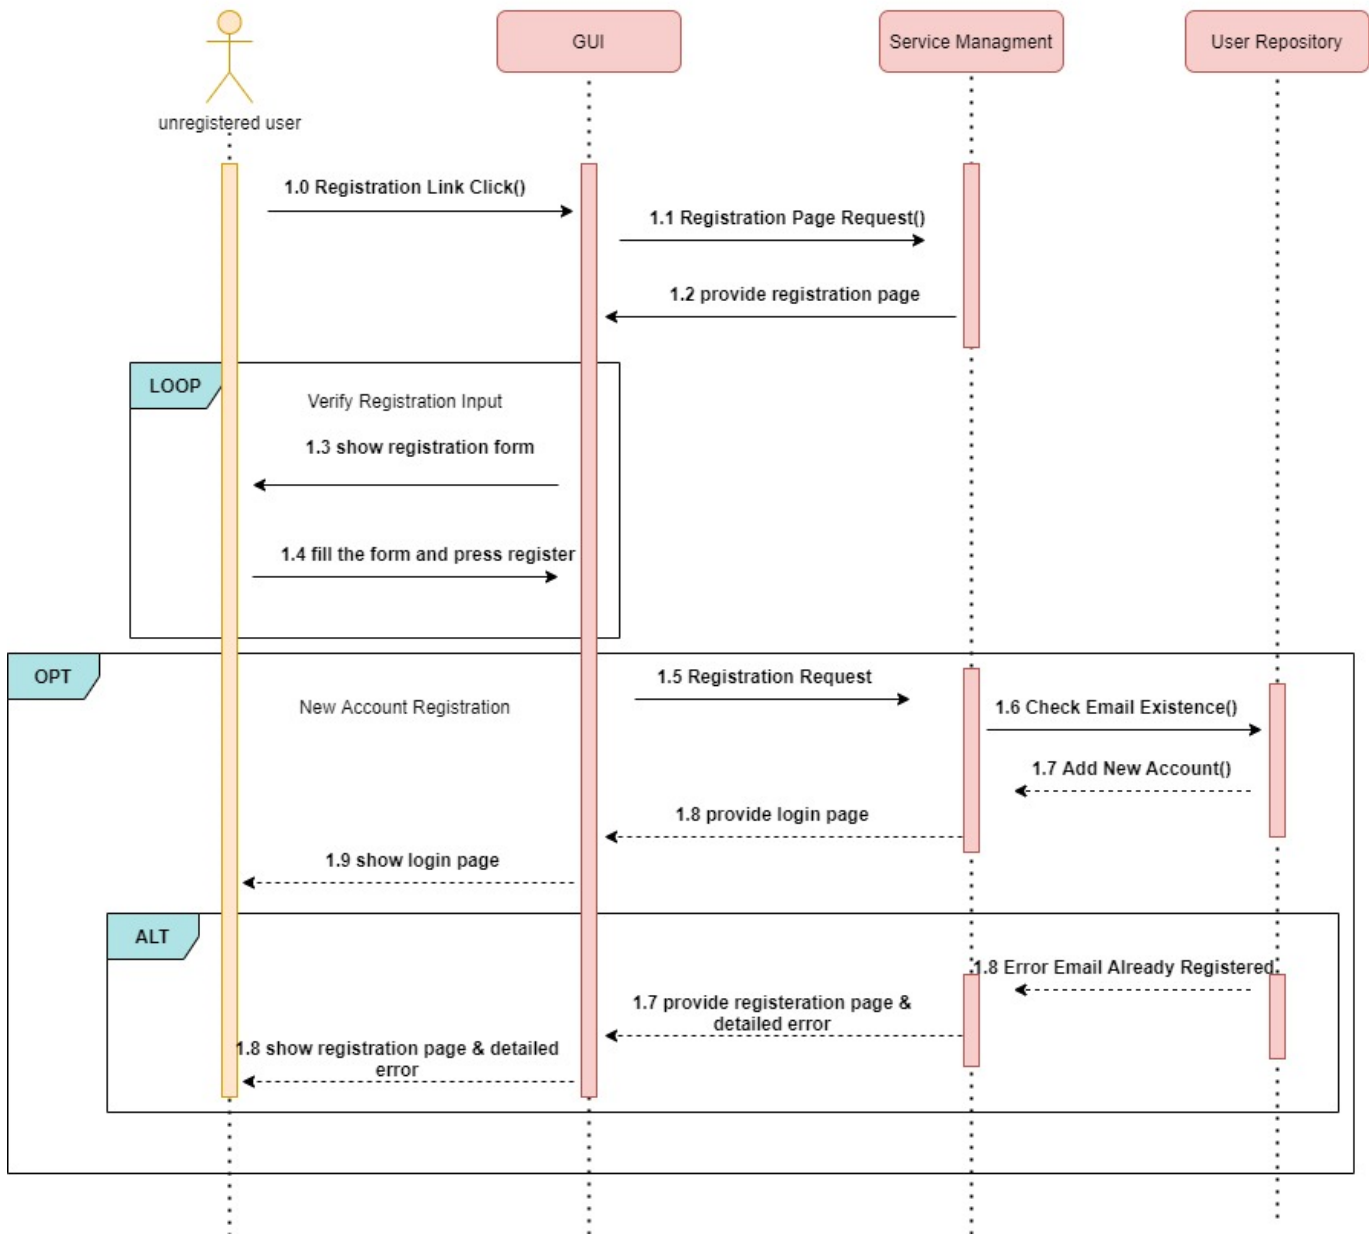 GUI
Service Managment
User Repository
unregistered user
1.0 Registration Link Click()
1.1 Registration Page Request()
1.2 provide registration page
LOOP
Verify Registration Input
1.3 show registration form
1.4 fill the form and press register
OPT
1.5 Registration Request
New Account Registration
1.6 Check Email Existence()
1.7 Add New Account()
1.8 provide login page
1.9 show login page
ALT
1.8 Error Email Already Registered
1.7 provide registeration page &
detailed error
1.8 show registration page & detailed
error